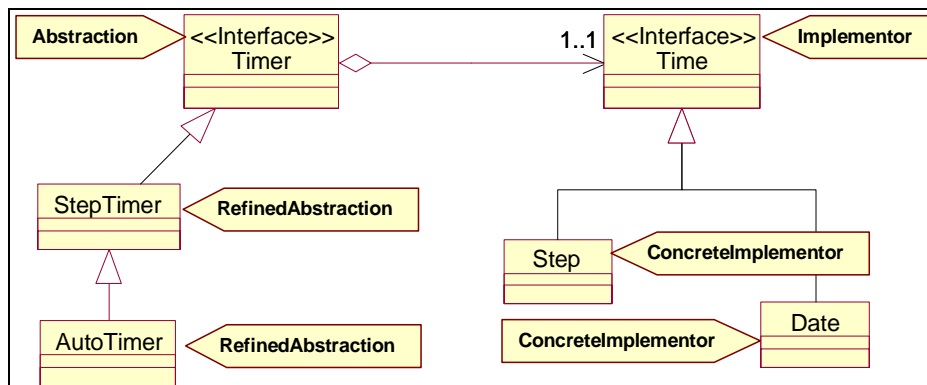 Abstraction
<<Interface>>
Timer
1..1
<<Interface>>
Time
Implementor
StepTimer
RefinedAbstraction
Step
ConcreteImplementor
AutoTimer
RefinedAbstraction
ConcreteImplementor
Date